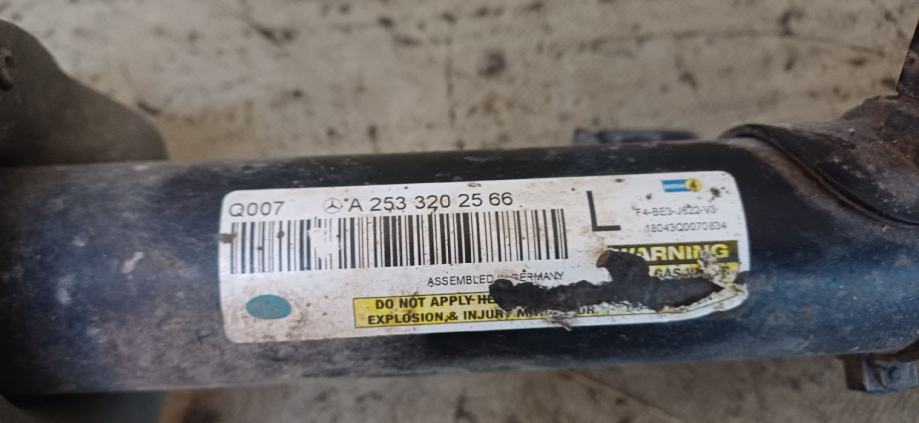 Q007 A 253 320 25 66 L
F4-BE3-J622-V3
18043Q0070834
WARNING
ASSEMBLED IN GERMANY
DO NOT APPLY
EXPLOSION & INJURY